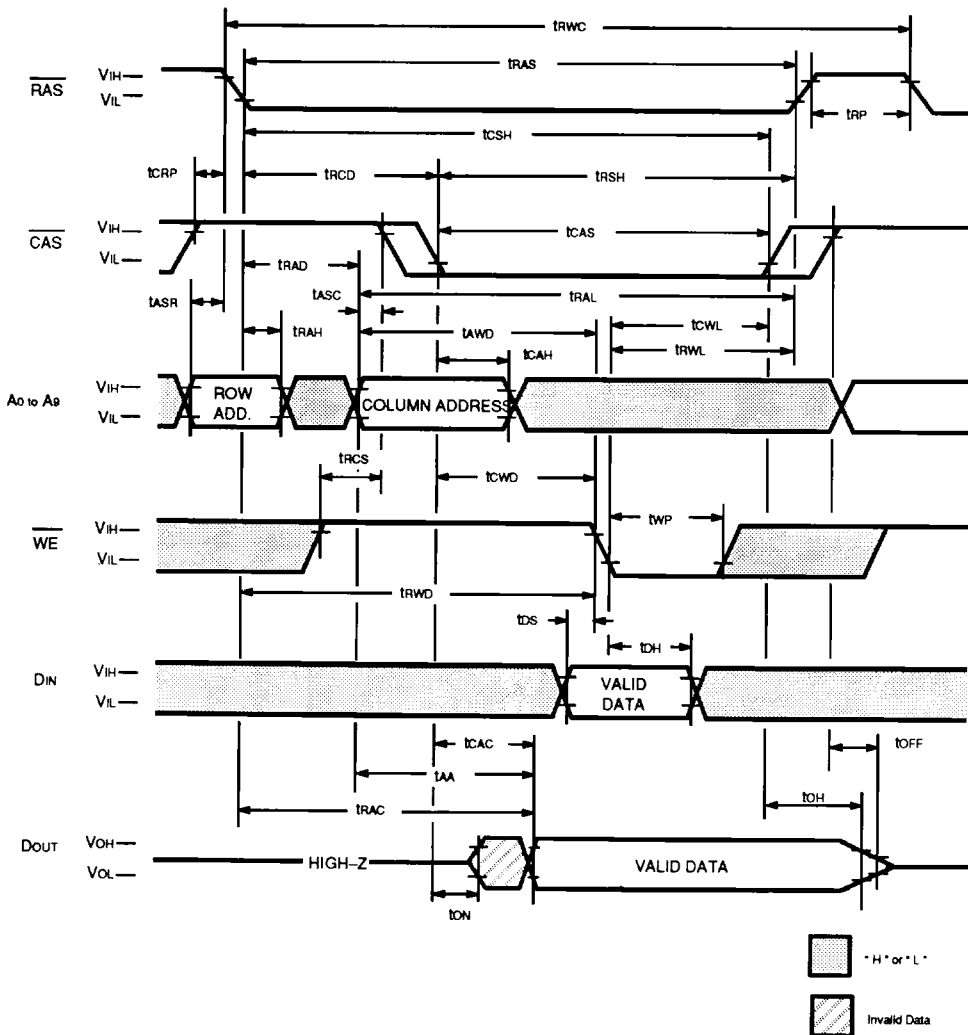 tRWC
tRAS
RAS
VIH
VIL
tRP
tCSH
tCRP
tRCD
tRSH
CAS
VIH
VIL
tCAS
tRAD
tASR
tASC
tRAL
tRAH
tAWD
tCWL
tRWL
tCAH
A0 to A9
VIH
VIL
ROW
ADD.
COLUMN ADDRESS
tRCS
tCWD
WE
VIH
VIL
tWP
tRWD
tDS
tDH
DIN
VIH
VIL
VALID
DATA
tCAC
tOFF
tAA
tOH
tRAC
DOUT
VOH
VOL
HIGH–Z
VALID DATA
tON
"H" or "L"
Invalid Data